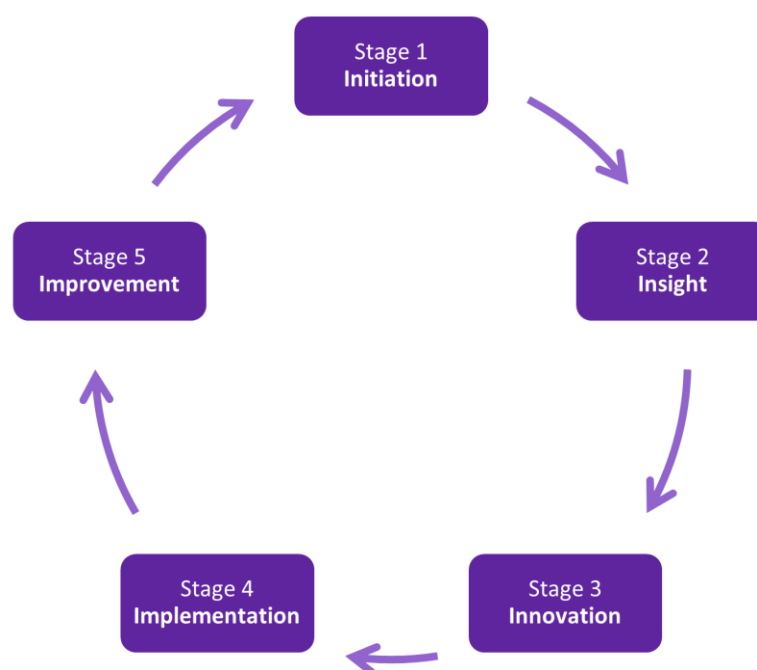 Stage 1
Initiation
Stage 2
Insight
Stage 3
Innovation
Stage 4
Implementation
Stage 5
Improvement